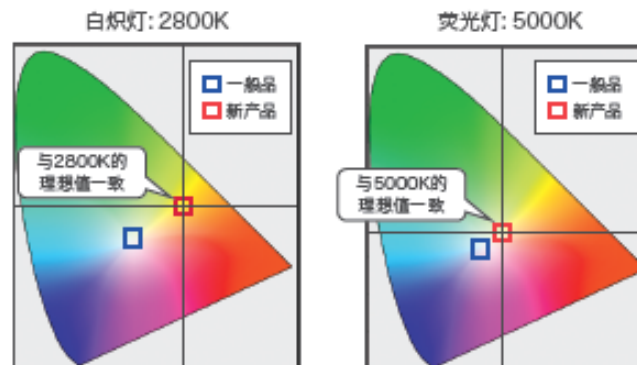 白炽灯: 2800K
一般品
新产品
与2800K的
理想值一致
荧光灯: 5000K
一般品
新产品
与5000K的
理想值一致